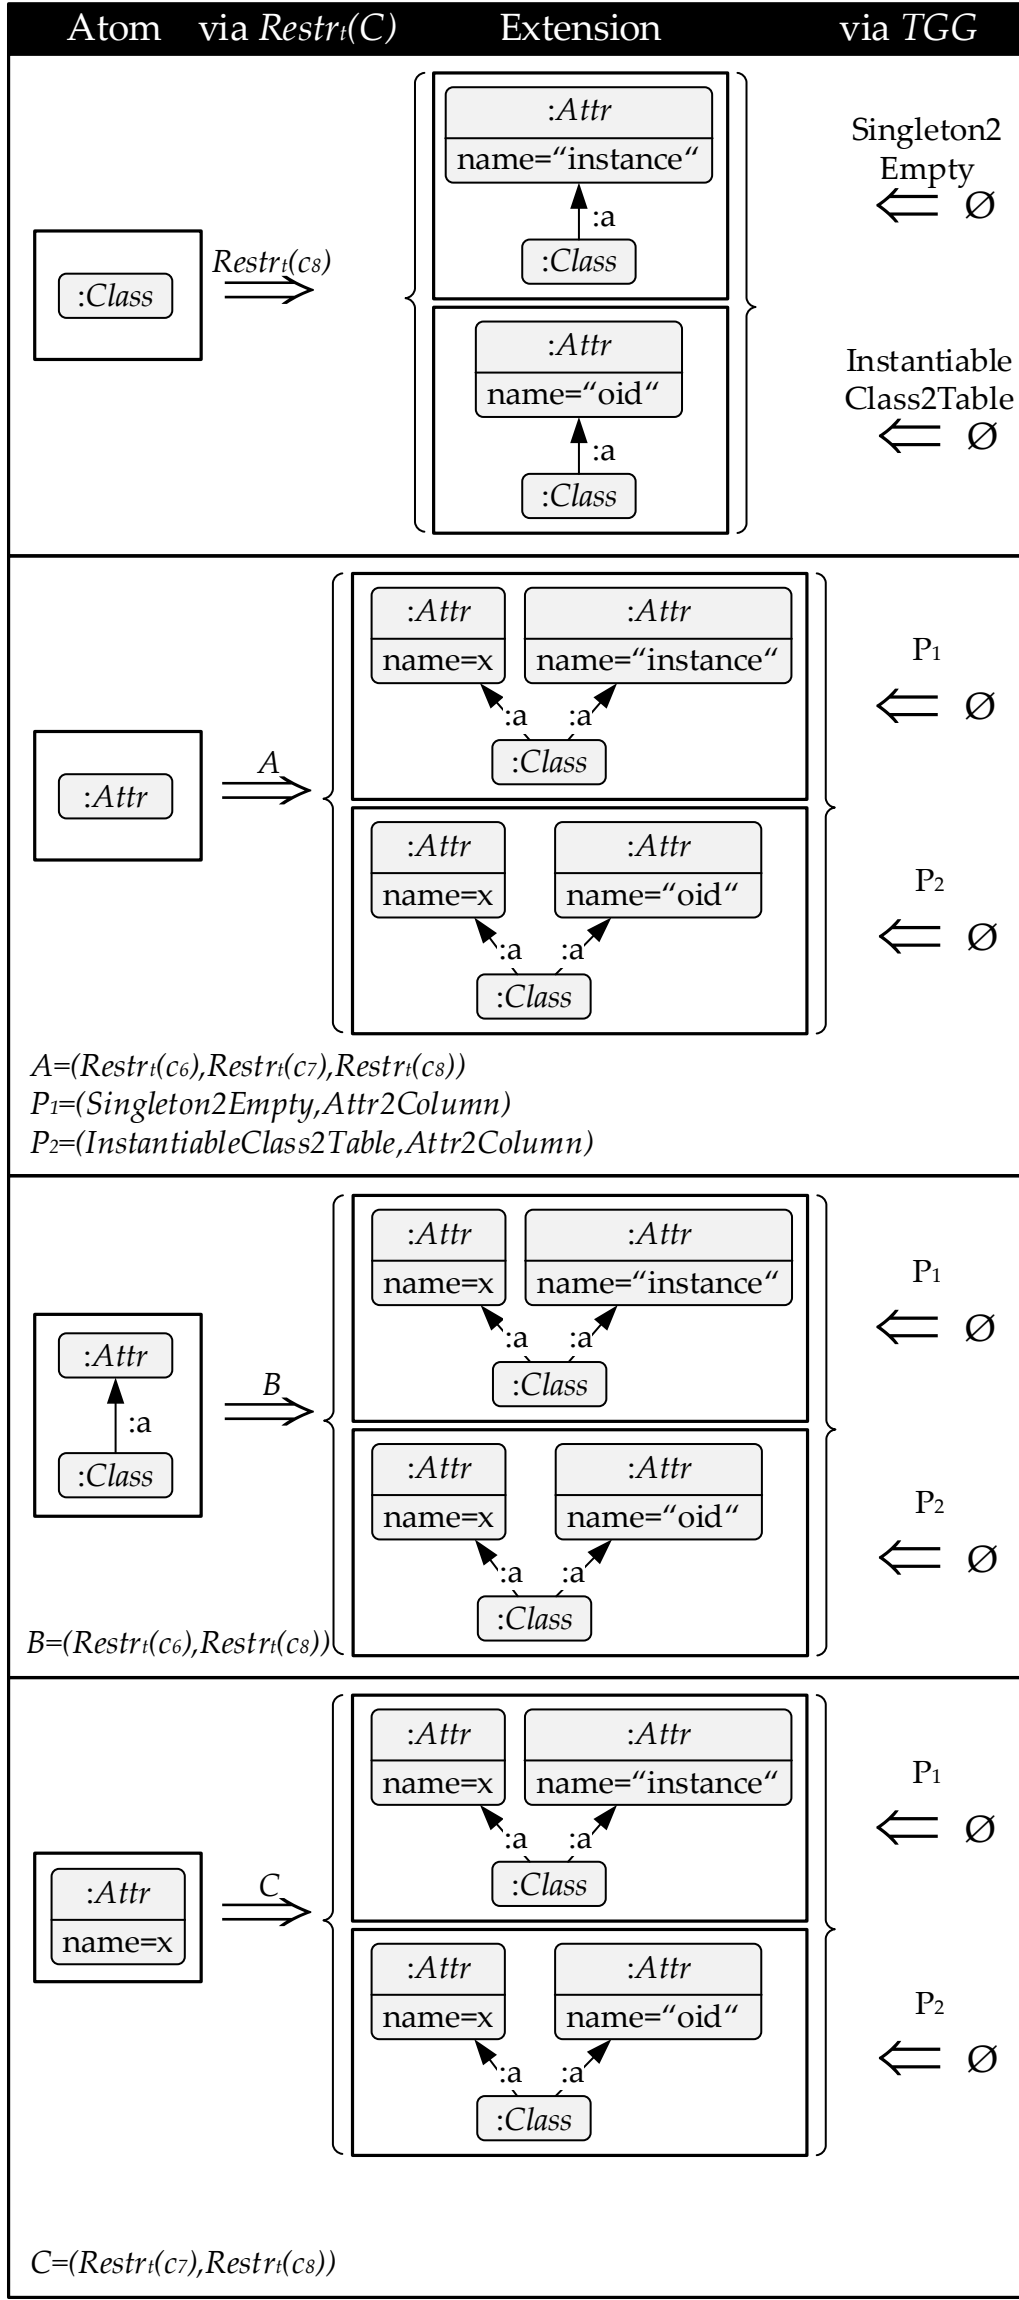 Atom via Restrₜ(C) Extension via TGG
:Attr
name=“instance“
:a
:Class
Singleton2
Empty
⇐ Ø
:Class
Restrₜ(c₈)
:Attr
name=“oid“
:a
:Class
Instantiable
Class2Table
⇐ Ø
:Attr :Attr
name=x name=“instance“
:a :a
:Class
P₁
⇐ Ø
:Attr
A
:Attr :Attr
name=x name=“oid“
:a :a
:Class
P₂
⇐ Ø
A=(Restrₜ(c₆),Restrₜ(c₇),Restrₜ(c₈))
P₁=(Singleton2Empty,Attr2Column)
P₂=(InstantiableClass2Table,Attr2Column)
:Attr :Attr
name=x name=“instance“
:a :a
:Class
P₁
⇐ Ø
:Attr
:a
:Class
B
:Attr :Attr
name=x name=“oid“
:a :a
:Class
P₂
⇐ Ø
B=(Restrₜ(c₆),Restrₜ(c₈))
:Attr :Attr
name=x name=“instance“
:a :a
:Class
P₁
⇐ Ø
:Attr
name=x
C
:Attr :Attr
name=x name=“oid“
:a :a
:Class
P₂
⇐ Ø
C=(Restrₜ(c₇),Restrₜ(c₈))